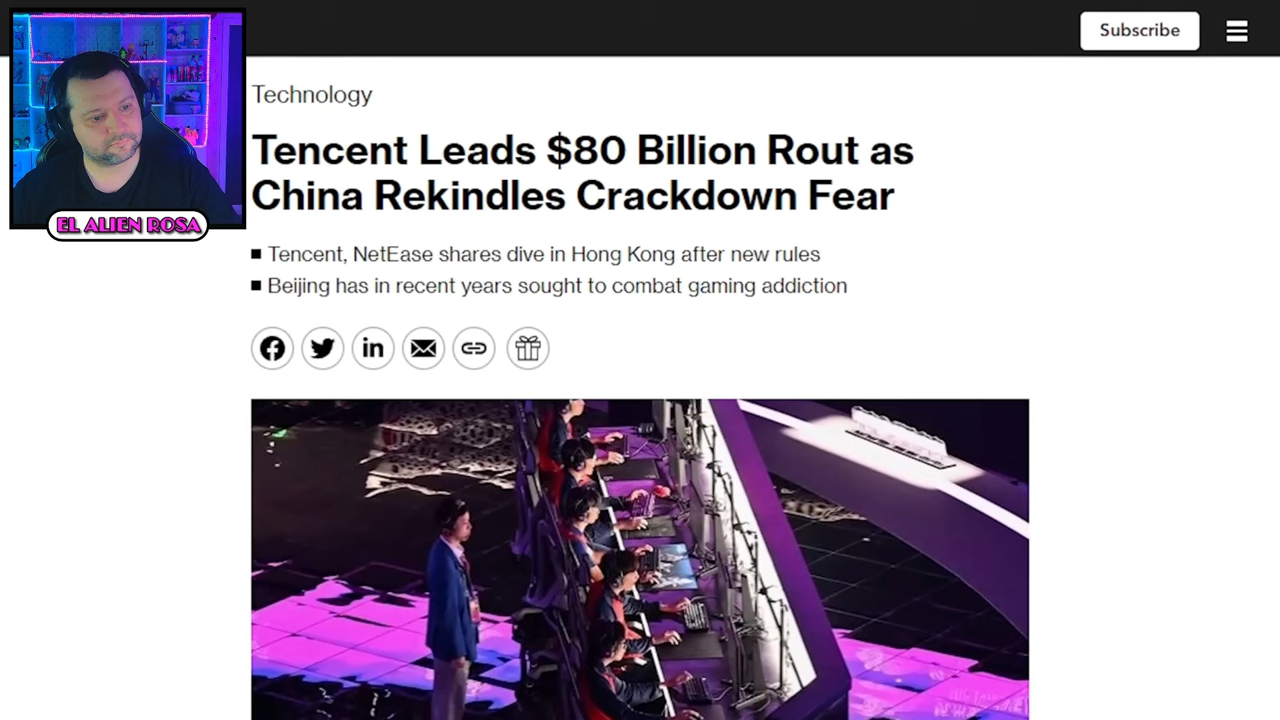 Subscribe
Technology
EL ALIEN ROSA
Tencent Leads $80 Billion Rout as
China Rekindles Crackdown Fear
Tencent, NetEase shares dive in Hong Kong after new rules
Beijing has in recent years sought to combat gaming addiction